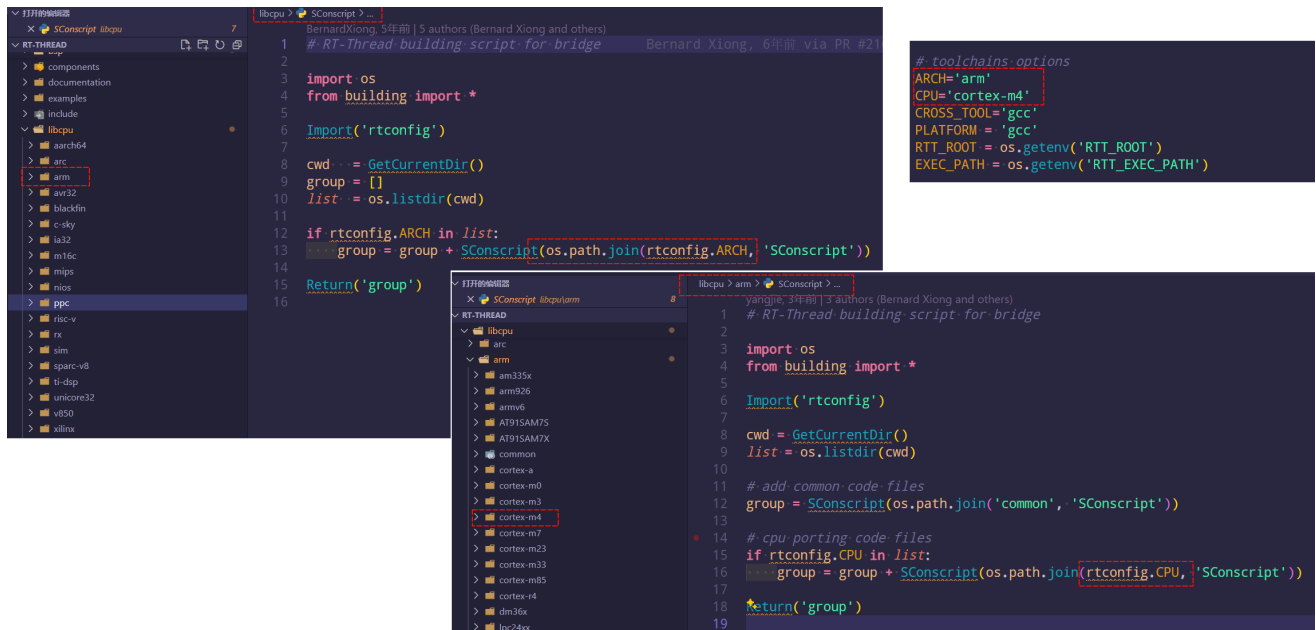 打开的编辑器
SConscript libcpu 7
RT-THREAD
components
documentation
examples
include
libcpu
aarch64
arc
arm
avr32
blackfin
c-sky
ia32
m16c
mips
nios
ppc
risc-v
rx
sim
sparc-v8
ti-dsp
unicore32
v850
xilinx
libcpu > SConscript > ...
BernardXiong, 5年前 | 5 authors (Bernard Xiong and others)
1 # RT-Thread building script for bridge Bernard Xiong, 6年前 via PR #21
2
3 import os
4 from building import *
5
6 Import('rtconfig')
7
8 cwd = GetCurrentDir()
9 group = []
10 list = os.listdir(cwd)
11
12 if rtconfig.ARCH in list:
13 group = group + SConscript(os.path.join(rtconfig.ARCH, 'SConscript'))
14
15 Return('group')
16
# toolchains options
ARCH='arm'
CPU='cortex-m4'
CROSS_TOOL='gcc'
PLATFORM = 'gcc'
RTT_ROOT = os.getenv('RTT_ROOT')
EXEC_PATH = os.getenv('RTT_EXEC_PATH')
打开的编辑器
SConscript libcpu\arm 8
RT-THREAD
libcpu
arc
arm
am335x
arm926
armv6
AT91SAM7S
AT91SAM7X
common
cortex-a
cortex-m0
cortex-m3
cortex-m4
cortex-m7
cortex-m23
cortex-m33
cortex-m85
cortex-r4
dm36x
lpc24xx
libcpu > arm > SConscript > ...
yangjie, 3年前 | 3 authors (Bernard Xiong and others)
1 # RT-Thread building script for bridge
2
3 import os
4 from building import *
5
6 Import('rtconfig')
7
8 cwd = GetCurrentDir()
9 list = os.listdir(cwd)
10
11 # add common code files
12 group = SConscript(os.path.join('common', 'SConscript'))
13
14 # cpu porting code files
15 if rtconfig.CPU in list:
16 group = group + SConscript(os.path.join(rtconfig.CPU, 'SConscript'))
17
18 Return('group')
19